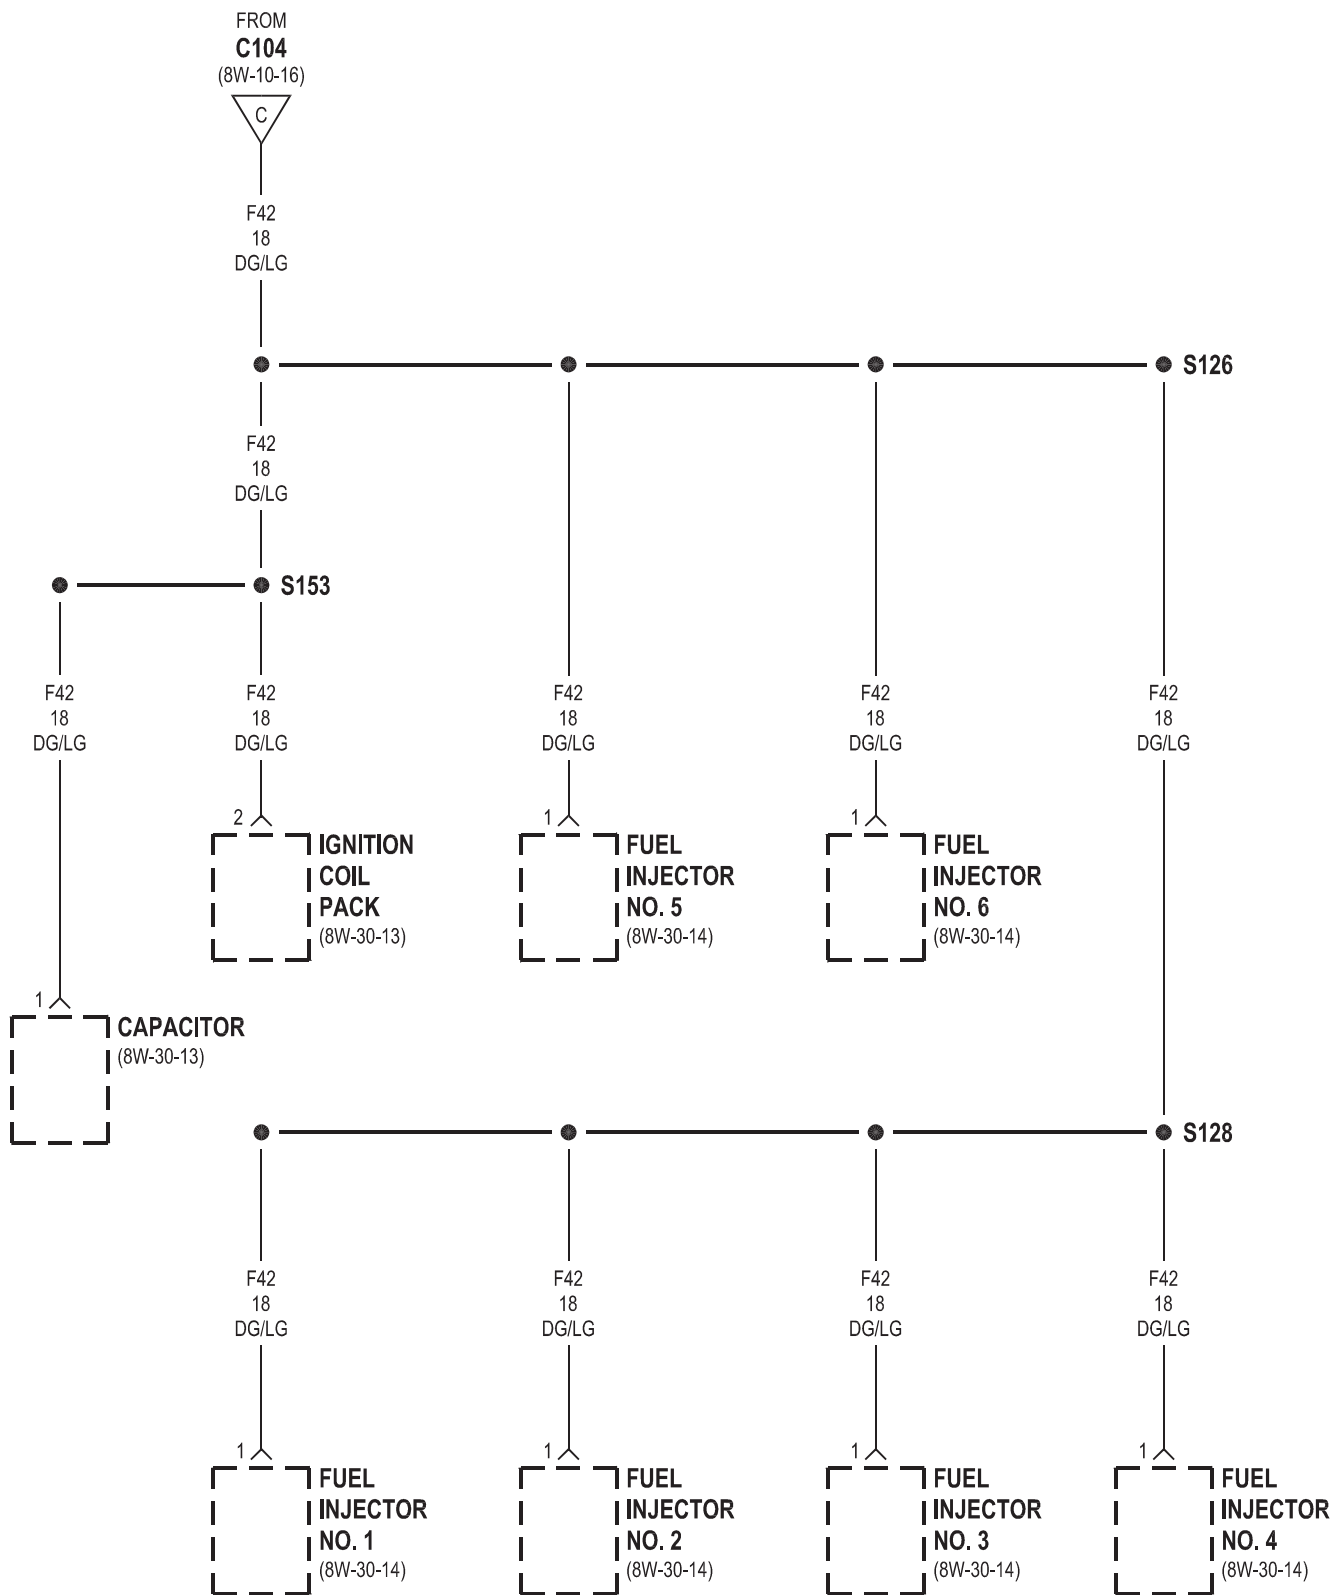 FROM
C104
(8W-10-16)
C
F42
18
DG/LG
S126
F42
18
DG/LG
S153
F42
18
DG/LG
F42
18
DG/LG
F42
18
DG/LG
F42
18
DG/LG
F42
18
DG/LG
2
IGNITION
COIL
PACK
(8W-30-13)
1
FUEL
INJECTOR
NO. 5
(8W-30-14)
1
FUEL
INJECTOR
NO. 6
(8W-30-14)
1
CAPACITOR
(8W-30-13)
S128
F42
18
DG/LG
F42
18
DG/LG
F42
18
DG/LG
F42
18
DG/LG
1
FUEL
INJECTOR
NO. 1
(8W-30-14)
1
FUEL
INJECTOR
NO. 2
(8W-30-14)
1
FUEL
INJECTOR
NO. 3
(8W-30-14)
1
FUEL
INJECTOR
NO. 4
(8W-30-14)